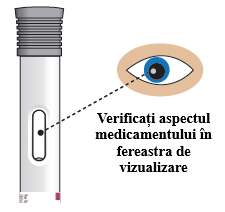 Verificați aspectul
medicamentului în
fereastra de
vizualizare